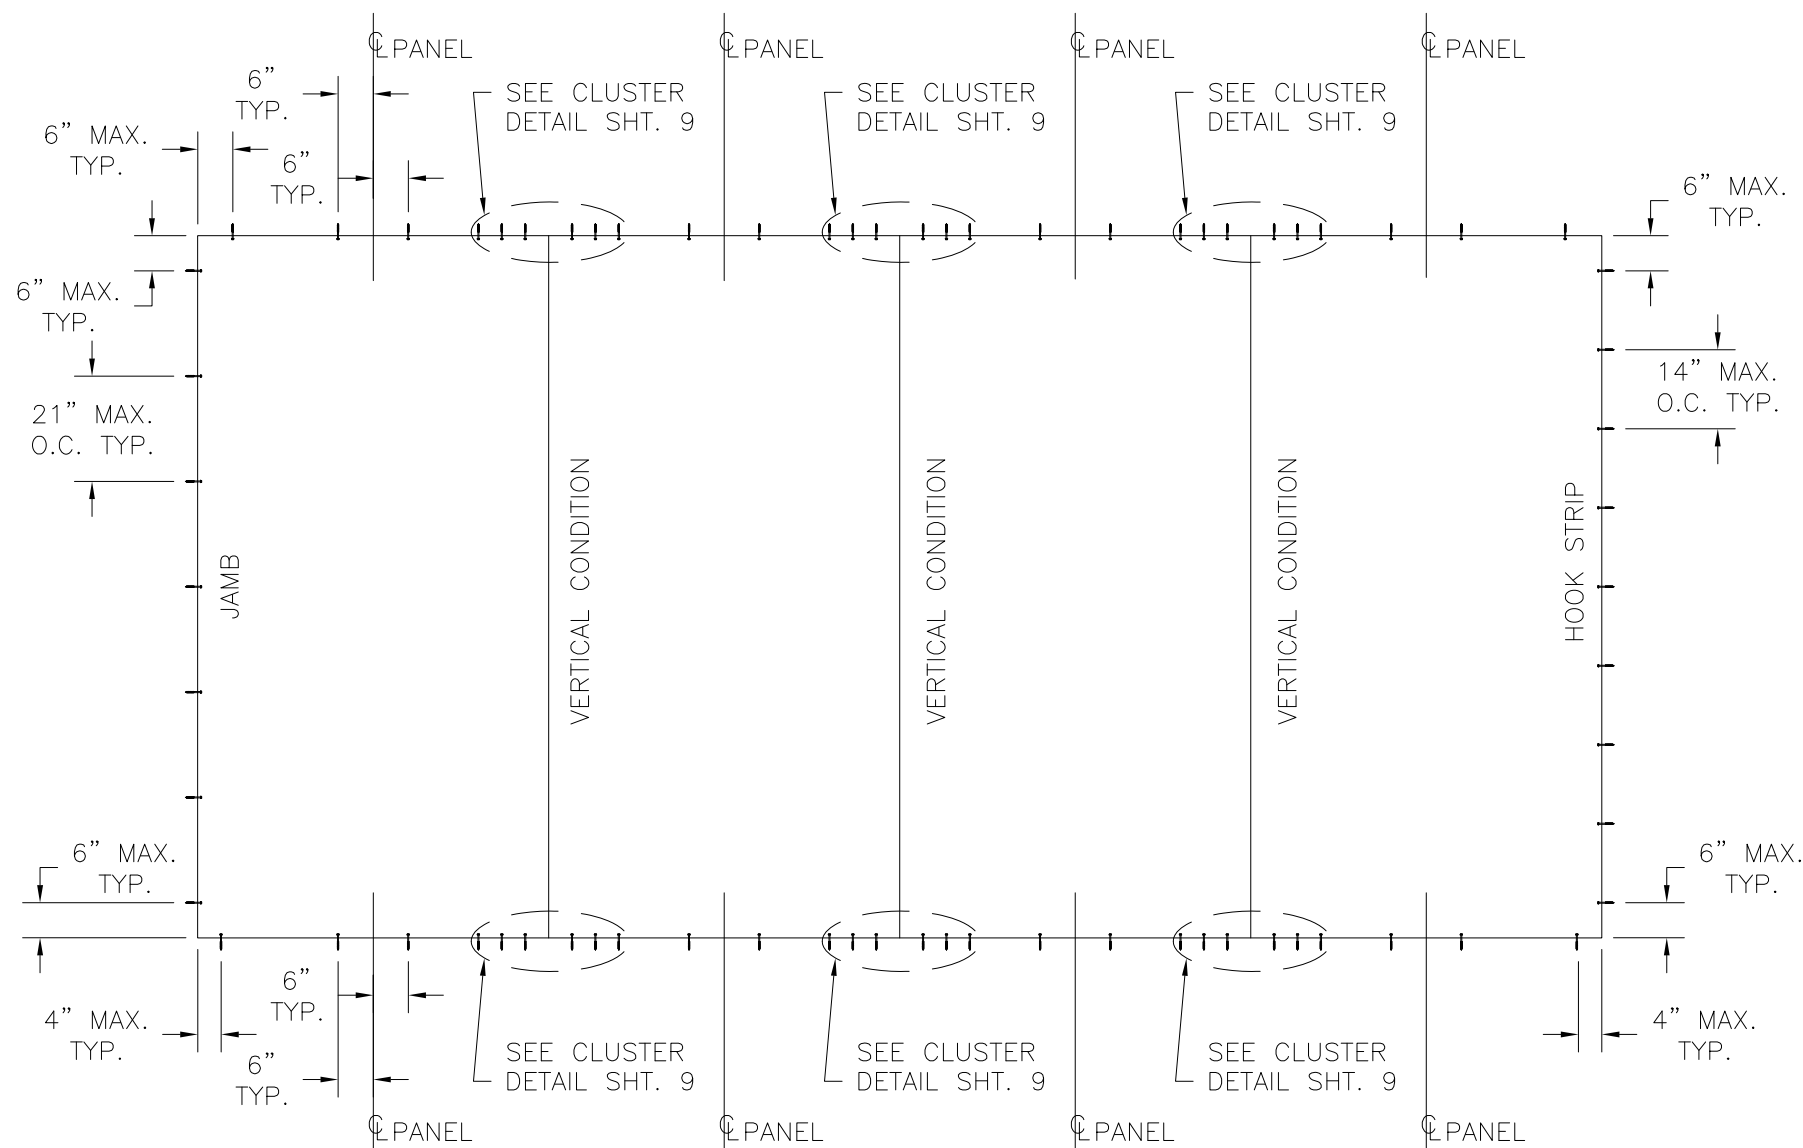 ℄ PANEL
℄ PANEL
℄ PANEL
℄ PANEL
6"
TYP.
SEE CLUSTER
DETAIL SHT. 9
SEE CLUSTER
DETAIL SHT. 9
SEE CLUSTER
DETAIL SHT. 9
6" MAX.
TYP.
6"
TYP.
6" MAX.
TYP.
6" MAX.
TYP.
14" MAX.
O.C. TYP.
21" MAX.
O.C. TYP.
JAMB
VERTICAL CONDITION
VERTICAL CONDITION
VERTICAL CONDITION
HOOK STRIP
6" MAX.
TYP.
6" MAX.
TYP.
6"
TYP.
4" MAX.
TYP.
4" MAX.
TYP.
6"
TYP.
SEE CLUSTER
DETAIL SHT. 9
SEE CLUSTER
DETAIL SHT. 9
SEE CLUSTER
DETAIL SHT. 9
℄ PANEL
℄ PANEL
℄ PANEL
℄ PANEL